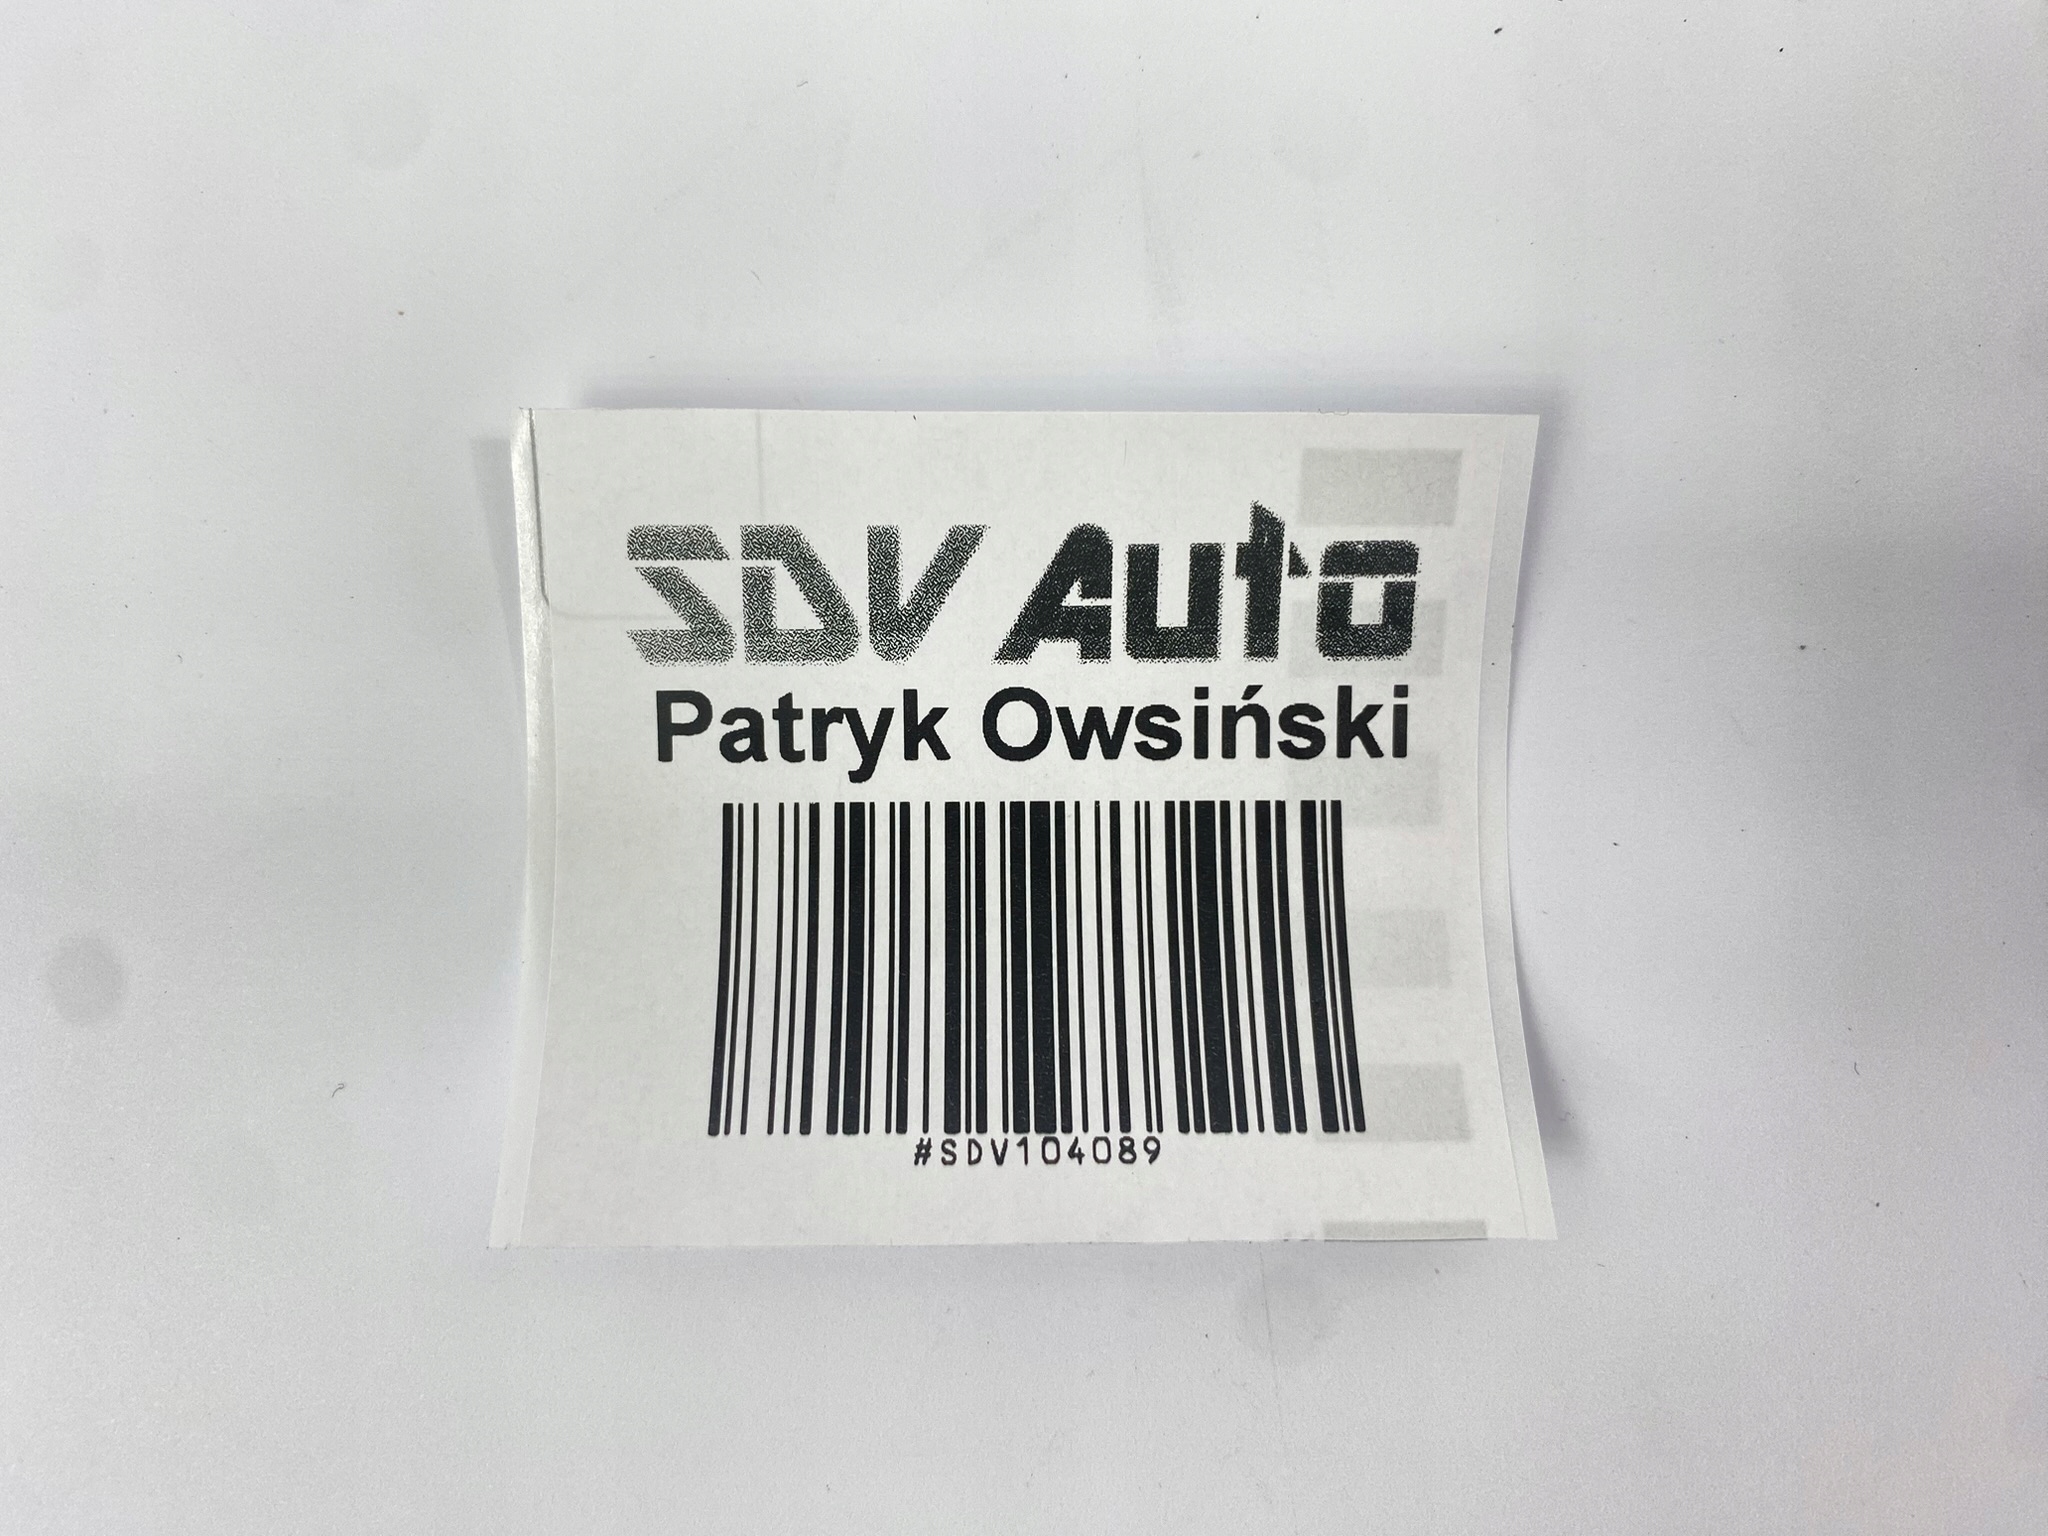 SDV Auto
Patryk Owsiński
#SDV104089